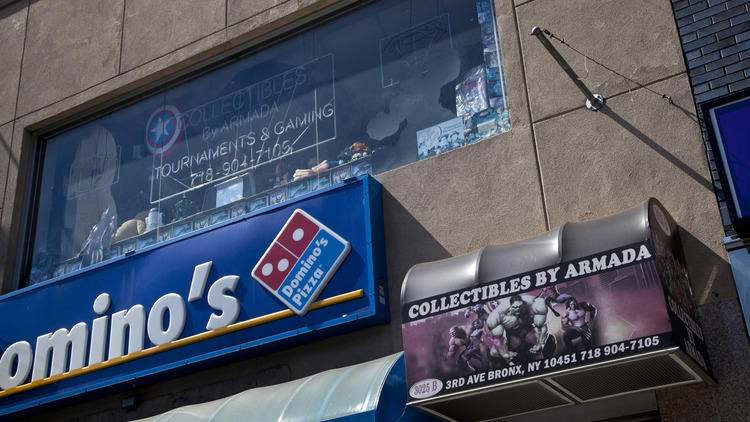 COLLECTIBLES
By ARMADA
TOURNAMENTS & GAMING
718-904-7105
omino's
Domino's
Pizza
COLLECTIBLES BY ARMADA
3025 B
3RD AVE BRONX, NY 10451 718 904-7105